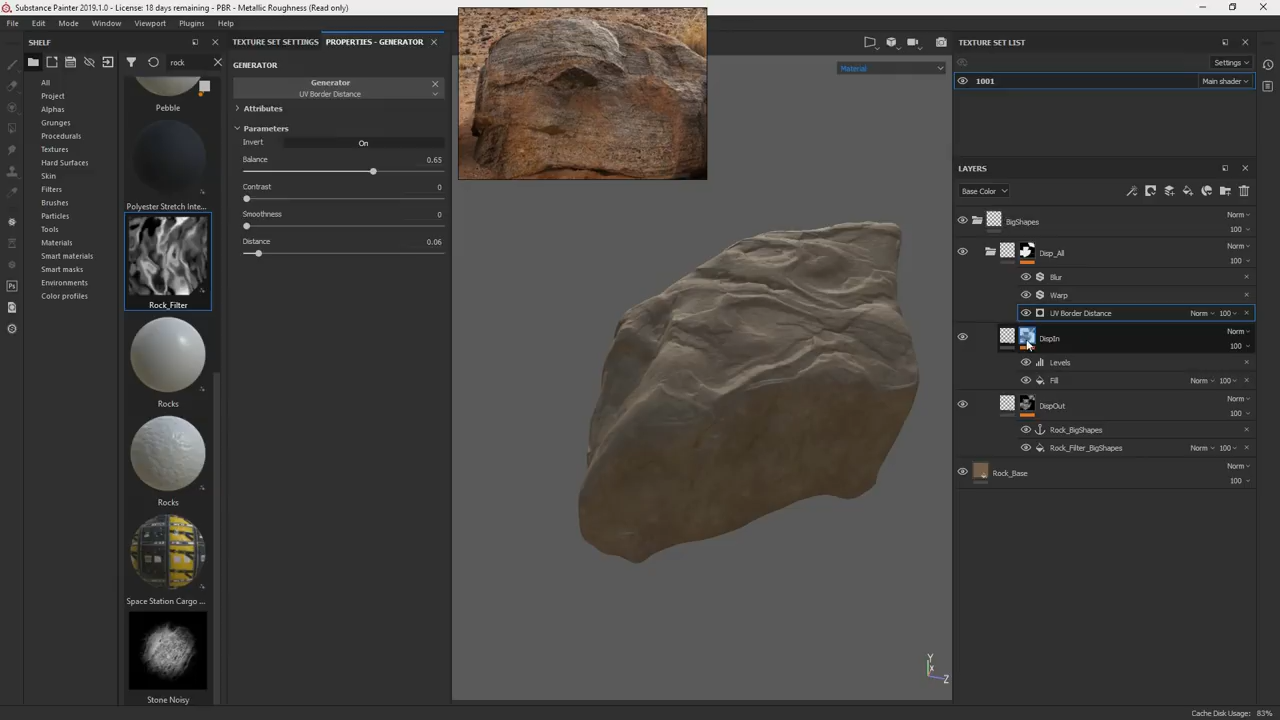 Substance Painter 2019.1.0 - License: 18 days remaining - PBR - Metallic Roughness (Read only)
File Edit Mode Window Viewport Plugins Help
SHELF
rock
All
Project
Alphas
Grunges
Procedurals
Textures
Hard Surfaces
Skin
Filters
Brushes
Particles
Tools
Materials
Smart materials
Smart masks
Environments
Color profiles
Pebble
Polyester Stretch Inte...
Rock_Filter
Rocks
Rocks
Space Station Cargo ...
Stone Noisy
TEXTURE SET SETTINGS PROPERTIES - GENERATOR
GENERATOR
Generator
UV Border Distance
Attributes
Parameters
Invert On
Balance 0.65
Contrast 0
Smoothness 0
Distance 0.06
Material
Y
X
Z
TEXTURE SET LIST
Settings
1001 Main shader
LAYERS
Base Color
BigShapes Norm 100
Disp_All Norm 100
Blur
Warp
UV Border Distance Norm 100
DispIn Norm 100
Levels
Fill Norm 100
DispOut Norm 100
Rock_BigShapes
Rock_Filter_BigShapes Norm 100
Rock_Base Norm 100
Cache Disk Usage: 83%